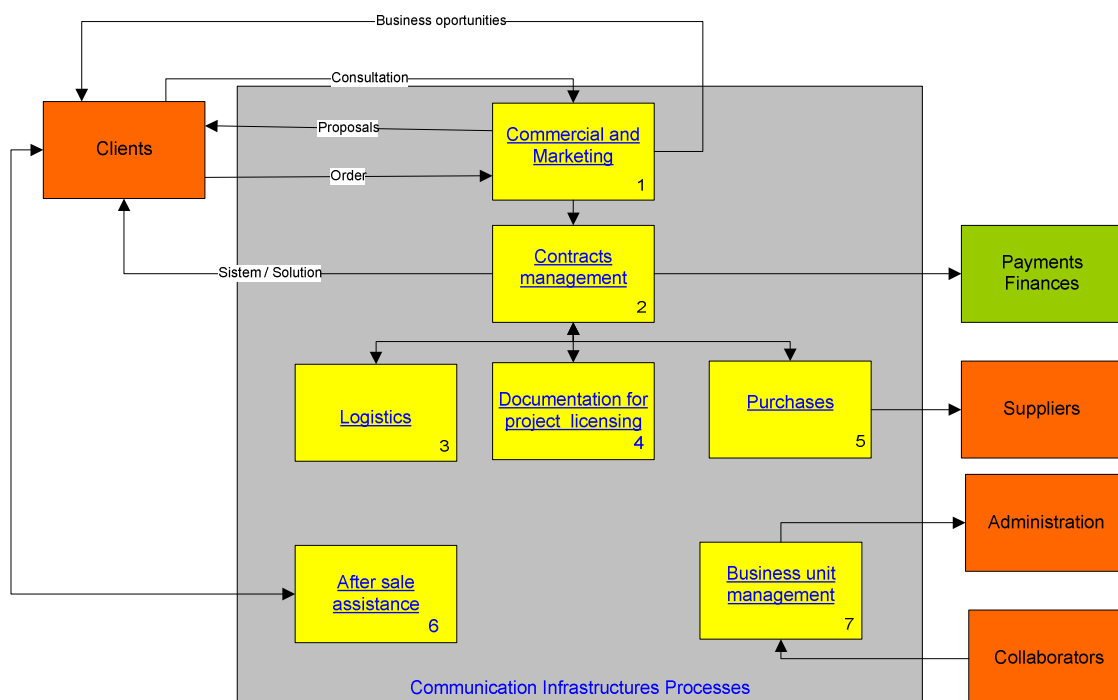 Business oportunities
Consultation
Clients
Proposals
Order
Commercial and
Marketing
1
Sistem / Solution
Contracts
management
2
Payments
Finances
Logistics
3
Documentation for
project licensing
4
Purchases
5
Suppliers
Administration
After sale
assistance
6
Business unit
management
7
Collaborators
Communication Infrastructures Processes